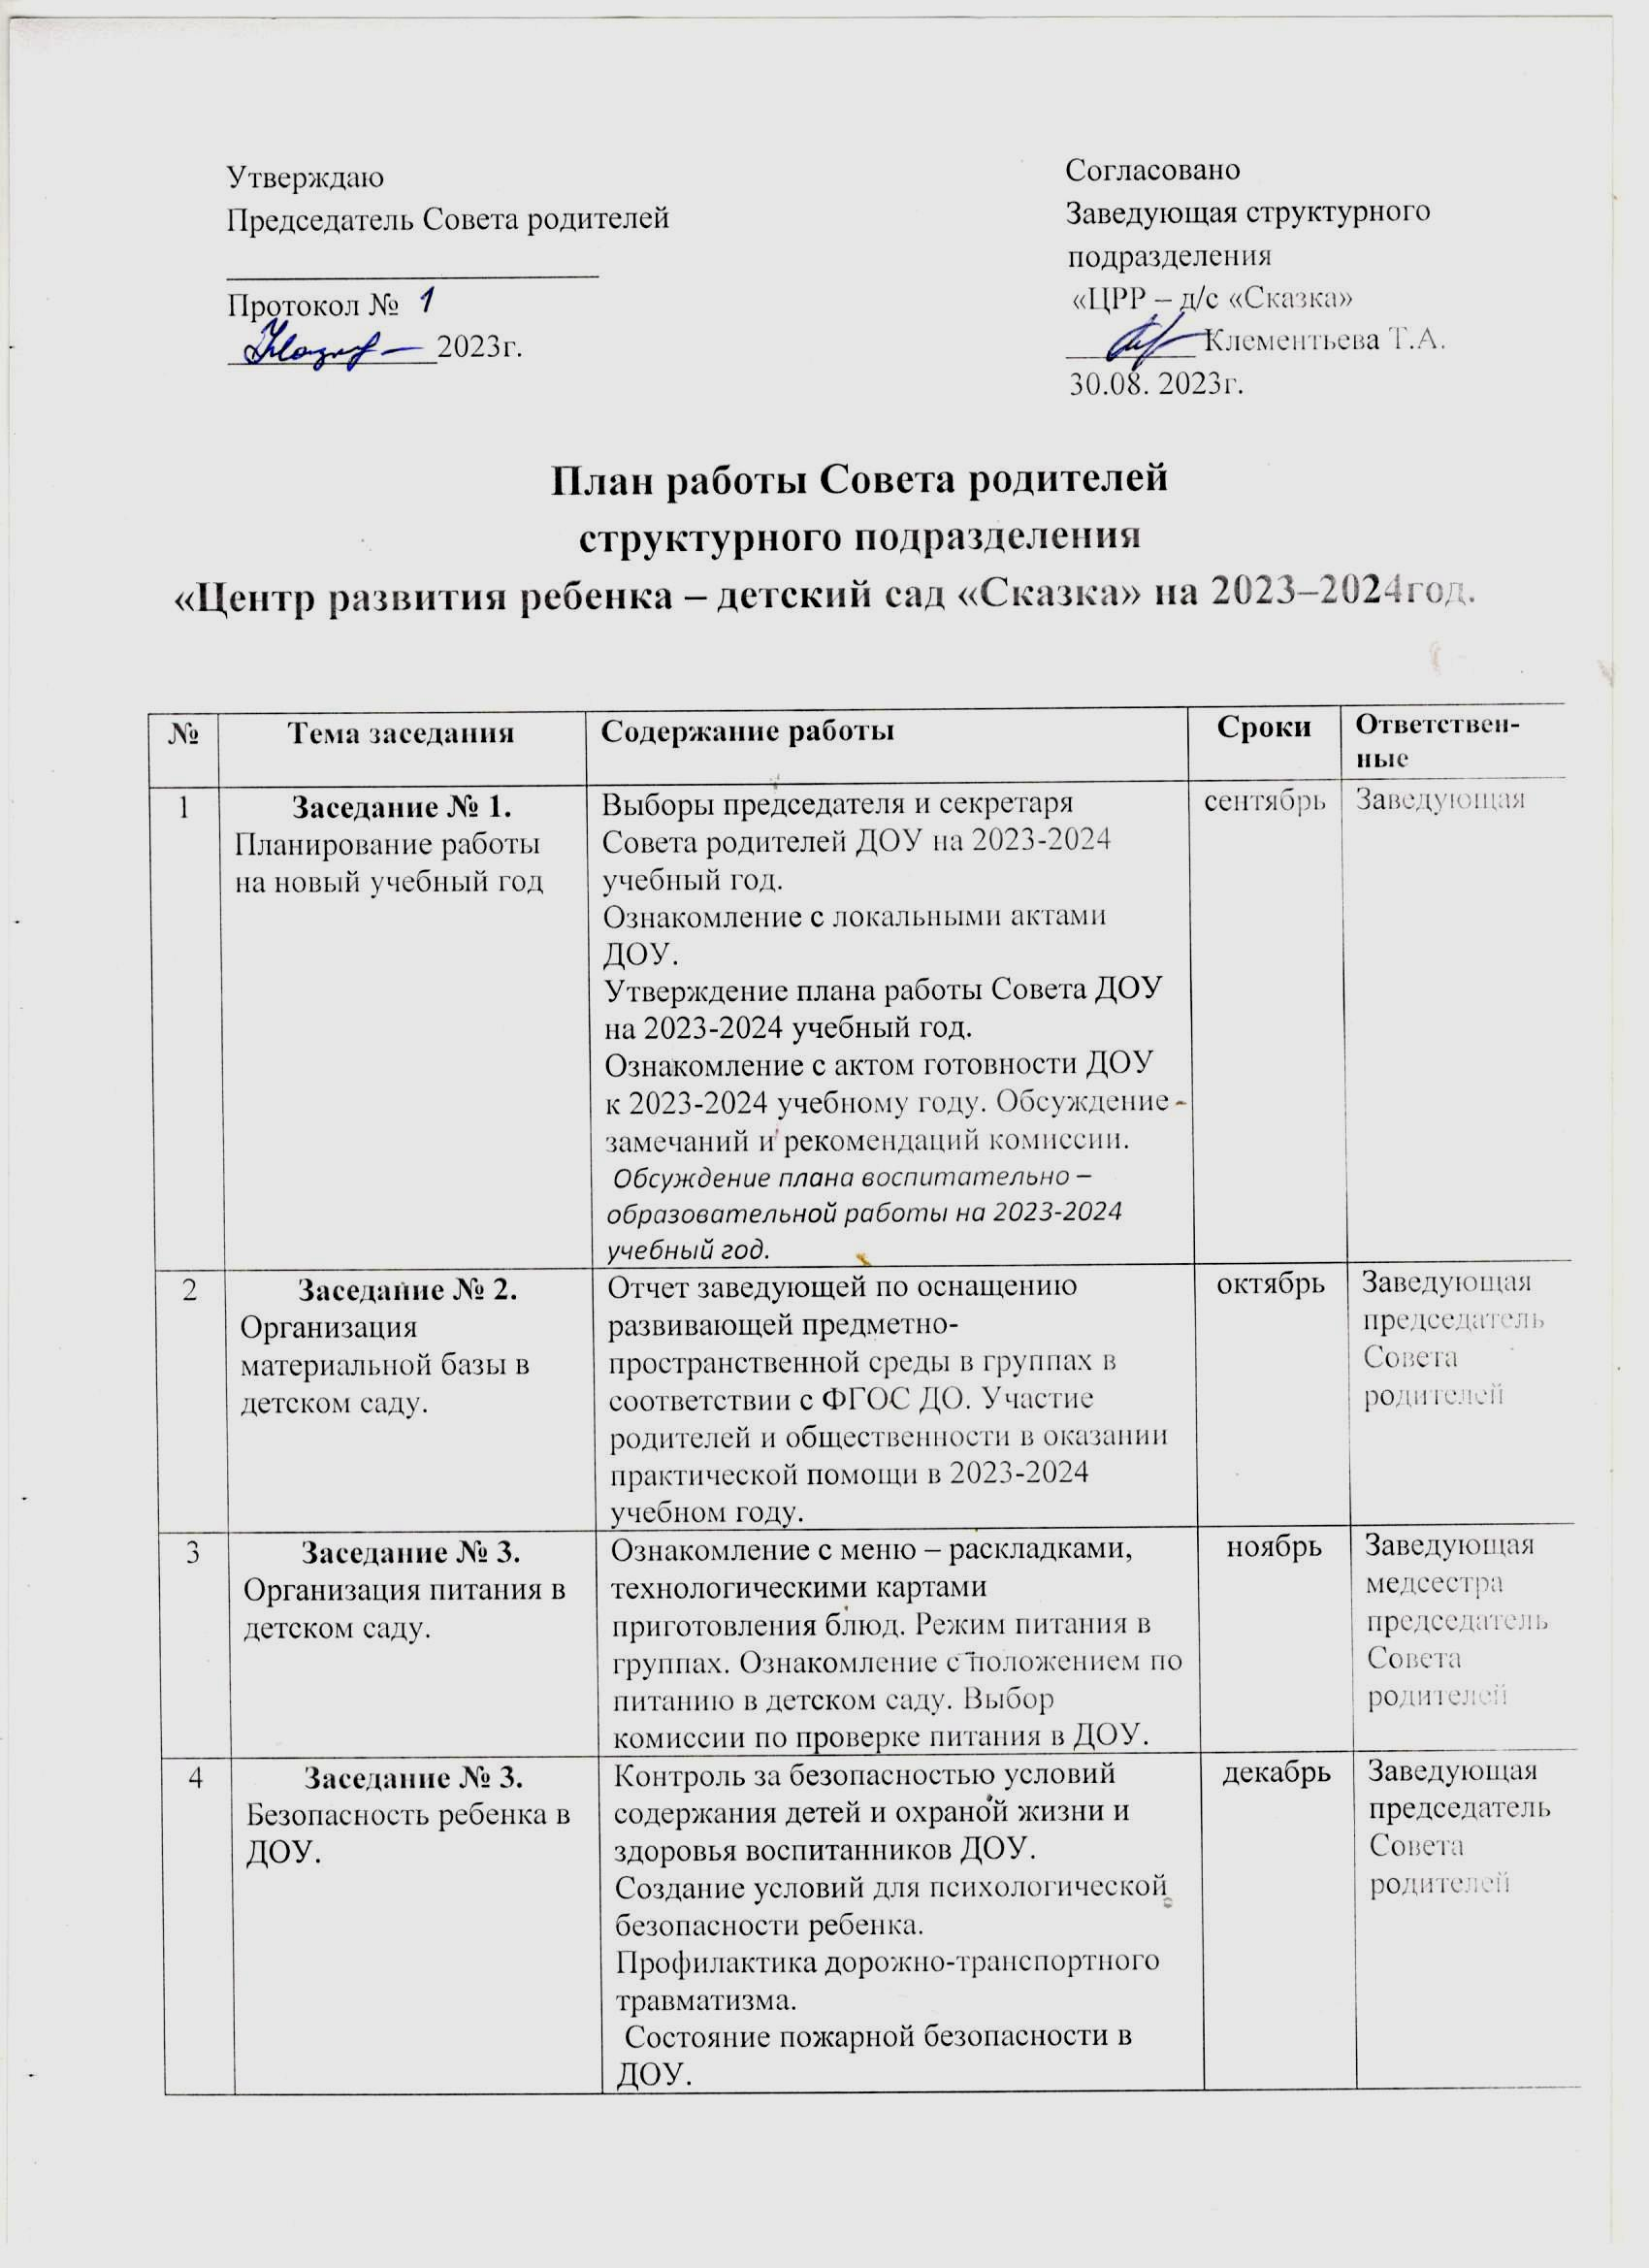 Утверждаю
Председатель Совета родителей
Протокол № 1
2023г.
Согласовано
Заведующая структурного
подразделения
«ЦРР – д/с «Сказка»
Клементьева Т.А.
30.08. 2023г.
План работы Совета родителей
структурного подразделения
«Центр развития ребенка – детский сад «Сказка» на 2023–2024год.
№
Тема заседания
Содержание работы
Сроки
Ответствен-
ные
1
Заседание № 1.
Планирование работы
на новый учебный год
Выборы председателя и секретаря
Совета родителей ДОУ на 2023-2024
учебный год.
Ознакомление с локальными актами
ДОУ.
Утверждение плана работы Совета ДОУ
на 2023-2024 учебный год.
Ознакомление с актом готовности ДОУ
к 2023-2024 учебному году. Обсуждение
замечаний и рекомендаций комиссии.
Обсуждение плана воспитательно –
образовательной работы на 2023-2024
учебный год.
сентябрь
Заведующая
2
Заседание № 2.
Организация
материальной базы в
детском саду.
Отчет заведующей по оснащению
развивающей предметно-
пространственной среды в группах в
соответствии с ФГОС ДО. Участие
родителей и общественности в оказании
практической помощи в 2023-2024
учебном году.
октябрь
Заведующая
председатель
Совета
родителей
3
Заседание № 3.
Организация питания в
детском саду.
Ознакомление с меню – раскладками,
технологическими картами
приготовления блюд. Режим питания в
группах. Ознакомление с положением по
питанию в детском саду. Выбор
комиссии по проверке питания в ДОУ.
ноябрь
Заведующая
медсестра
председатель
Совета
родителей
4
Заседание № 3.
Безопасность ребенка в
ДОУ.
Контроль за безопасностью условий
содержания детей и охраной жизни и
здоровья воспитанников ДОУ.
Создание условий для психологической
безопасности ребенка.
Профилактика дорожно-транспортного
травматизма.
Состояние пожарной безопасности в
ДОУ.
декабрь
Заведующая
председатель
Совета
родителей